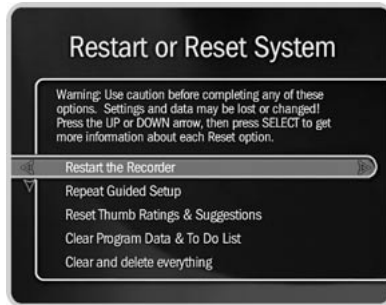 Restart or Reset System
Warning: Use caution before completing any of these
options. Settings and data may be lost or changed!
Press the UP or DOWN arrow, then press SELECT to get
more information about each Reset option.
Restart the Recorder
Repeat Guided Setup
Reset Thumb Ratings & Suggestions
Clear Program Data & To Do List
Clear and delete everything